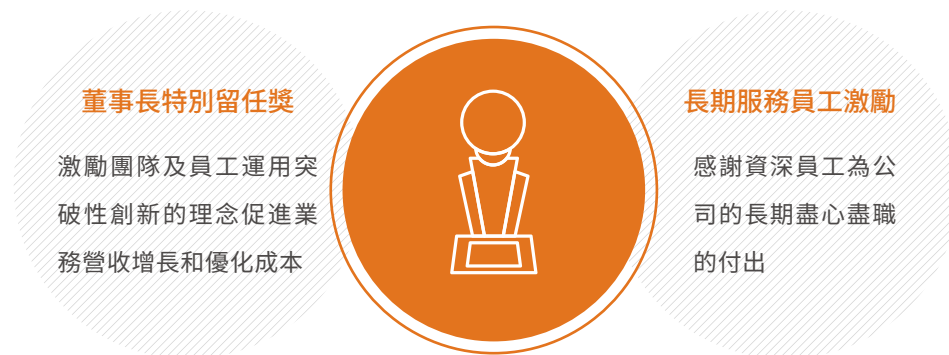 董事長特別留任獎
激勵團隊及員工運用突
破性創新的理念促進業
務營收增長和優化成本
長期服務員工激勵
感謝資深員工為公
司的長期盡心盡職
的付出